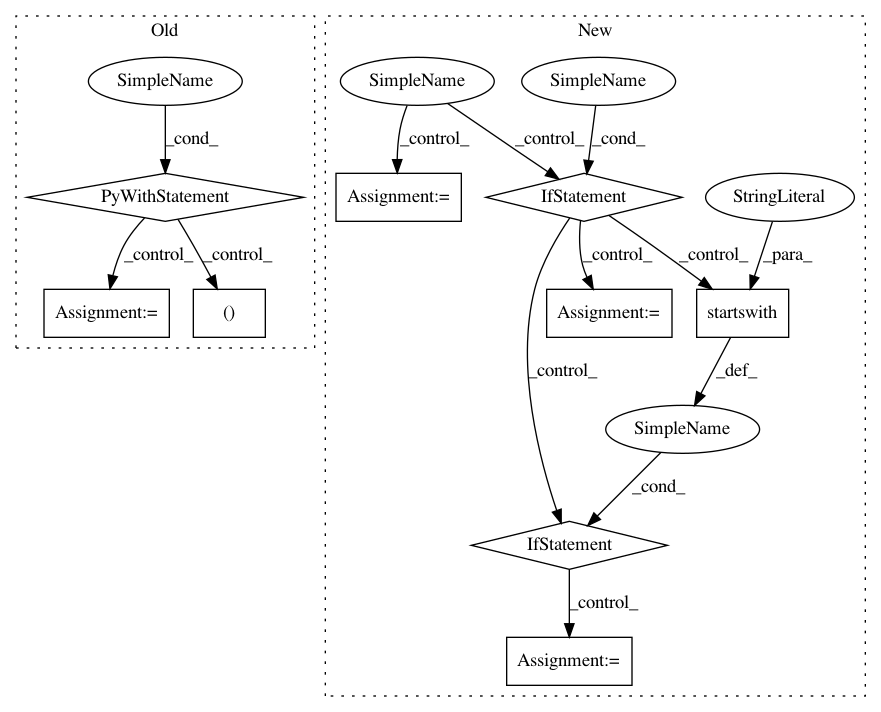 Old
New
SimpleName
SimpleName
SimpleName
_cond_
_control_
_control_
_cond_
PyWithStatement
Assignment:=
IfStatement
StringLiteral
_control_
_control_
_control_
_control_
_para_
Assignment:=
()
Assignment:=
startswith
_control_
_def_
SimpleName
_cond_
IfStatement
_control_
Assignment:=